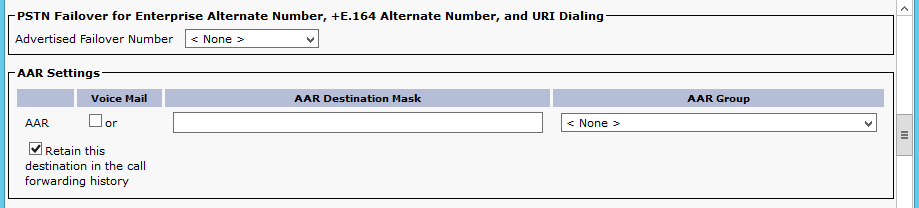 PSTN Failover for Enterprise Alternate Number, +E.164 Alternate Number, and URI Dialing
Advertised Failover Number < None >
AAR Settings
Voice Mail AAR Destination Mask AAR Group
AAR or < None >
Retain this
destination in the call
forwarding history